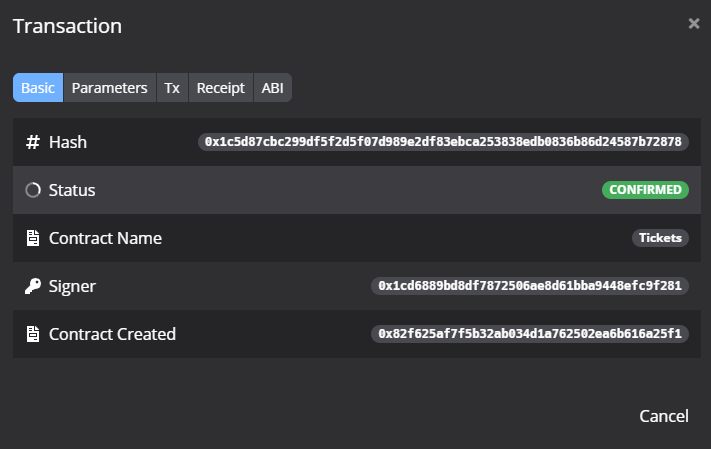 Transaction
×
Basic Parameters Tx Receipt ABI
# Hash 0x1c5d87cbc299df5f2d5f07d989e2df83ebca253838edb0836b86d24587b72878
Status CONFIRMED
Contract Name Tickets
Signer 0x1cd6889bd8df7872506ae8d61bba9448efc9f281
Contract Created 0x82f625af7f5b32ab034d1a762502ea6b616a25f1
Cancel